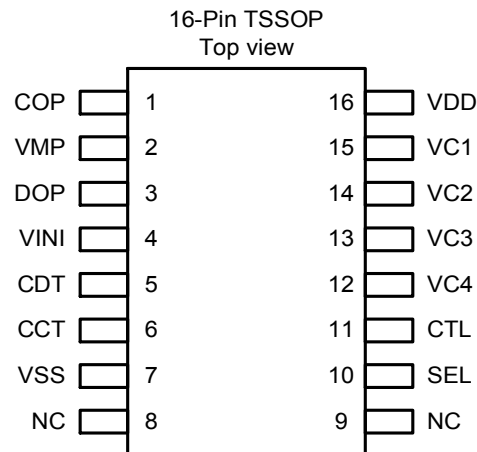 16-Pin TSSOP
Top view
COP 1 16 VDD
VMP 2 15 VC1
DOP 3 14 VC2
VINI 4 13 VC3
CDT 5 12 VC4
CCT 6 11 CTL
VSS 7 10 SEL
NC 8 9 NC